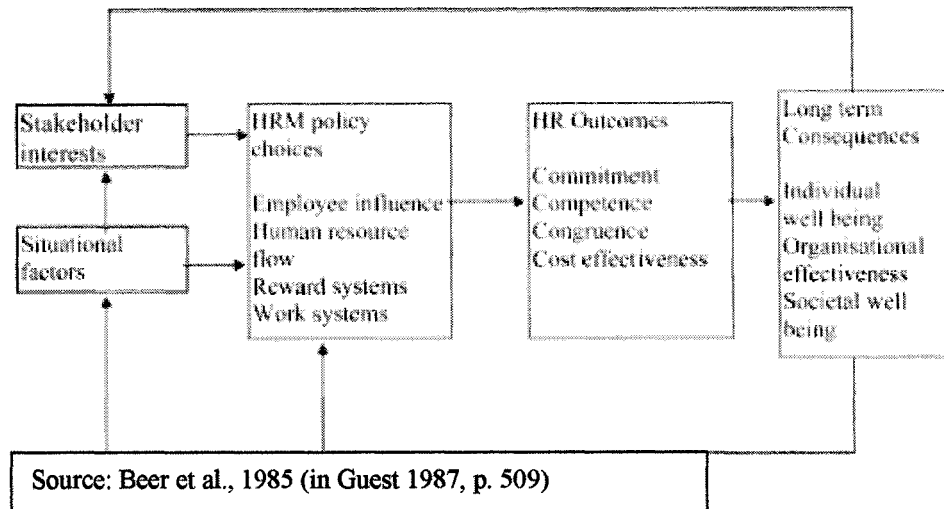 Stakeholder
interests
Situational
factors
HRM policy
choices
Employee influence
Human resource
flow
Reward systems
Work systems
HR Outcomes
Commitment
Competence
Congruence
Cost effectiveness
Long term
Consequences
Individual
well being
Organisational
effectiveness
Societal well
being
Source: Beer et al., 1985 (in Guest 1987, p. 509)